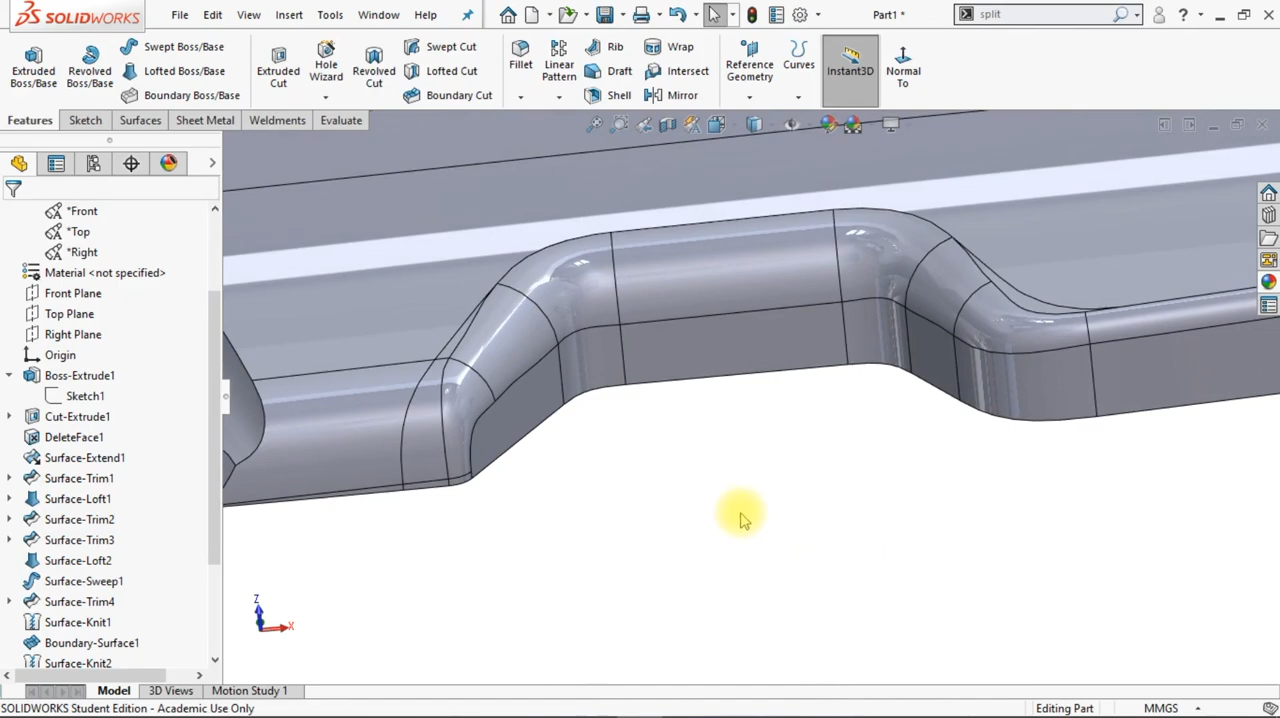 SOLIDWORKS File Edit View Insert Tools Window Help Part1 * split
Extruded Boss/Base
Revolved Boss/Base
Swept Boss/Base
Lofted Boss/Base
Boundary Boss/Base
Extruded Cut
Hole Wizard
Revolved Cut
Swept Cut
Lofted Cut
Boundary Cut
Fillet
Linear Pattern
Rib
Draft
Shell
Wrap
Intersect
Mirror
Reference Geometry
Curves
Instant3D
Normal To
Features Sketch Surfaces Sheet Metal Weldments Evaluate
*Front
*Top
*Right
Material <not specified>
Front Plane
Top Plane
Right Plane
Origin
Boss-Extrude1
Sketch1
Cut-Extrude1
DeleteFace1
Surface-Extend1
Surface-Trim1
Surface-Loft1
Surface-Trim2
Surface-Trim3
Surface-Loft2
Surface-Sweep1
Surface-Trim4
Surface-Knit1
Boundary-Surface1
Surface-Knit2
Z
X
Model 3D Views Motion Study 1
SOLIDWORKS Student Edition - Academic Use Only Editing Part MMGS